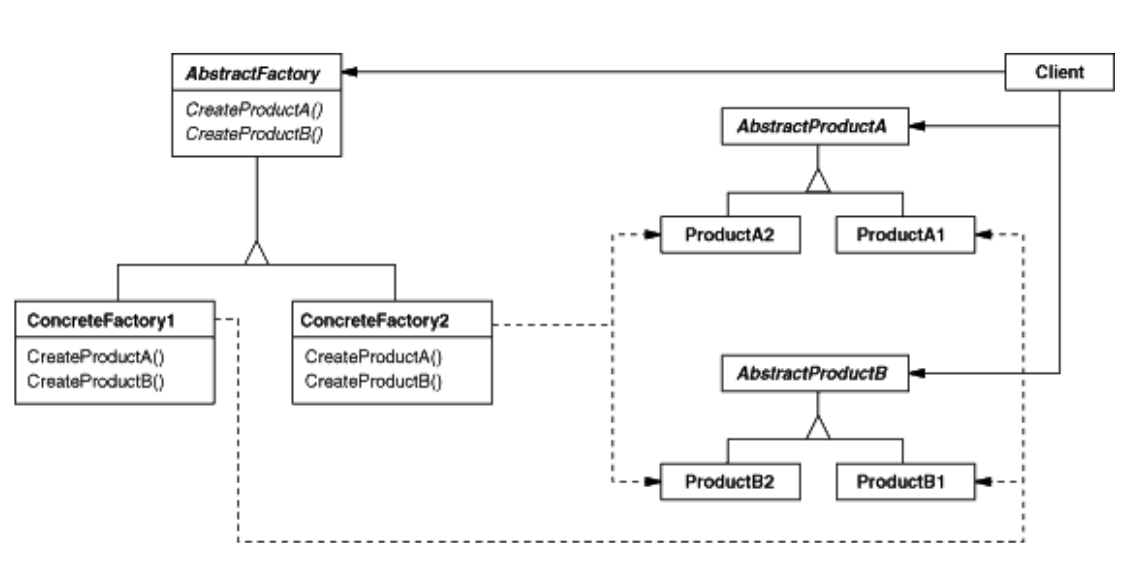 AbstractFactory
CreateProductA()
CreateProductB()
Client
AbstractProductA
ProductA2
ProductA1
ConcreteFactory1
CreateProductA()
CreateProductB()
ConcreteFactory2
CreateProductA()
CreateProductB()
AbstractProductB
ProductB2
ProductB1